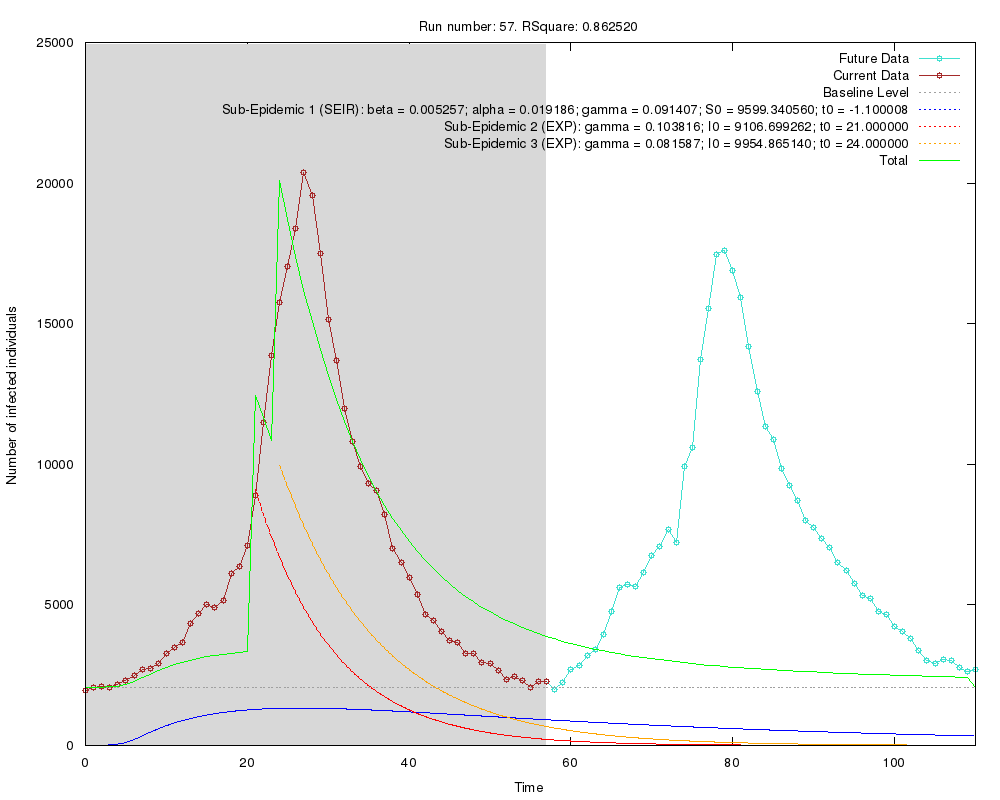 Run number: 57. RSquare: 0.862520
Future Data
Current Data
Baseline Level
Sub-Epidemic 1 (SEIR): beta = 0.005257; alpha = 0.019186; gamma = 0.091407; S0 = 9599.340560; t0 = -1.100008
Sub-Epidemic 2 (EXP): gamma = 0.103816; I0 = 9106.699262; t0 = 21.000000
Sub-Epidemic 3 (EXP): gamma = 0.081587; I0 = 9954.865140; t0 = 24.000000
Total
25000
20000
15000
10000
5000
0
Number of infected individuals
0 20 40 60 80 100
Time